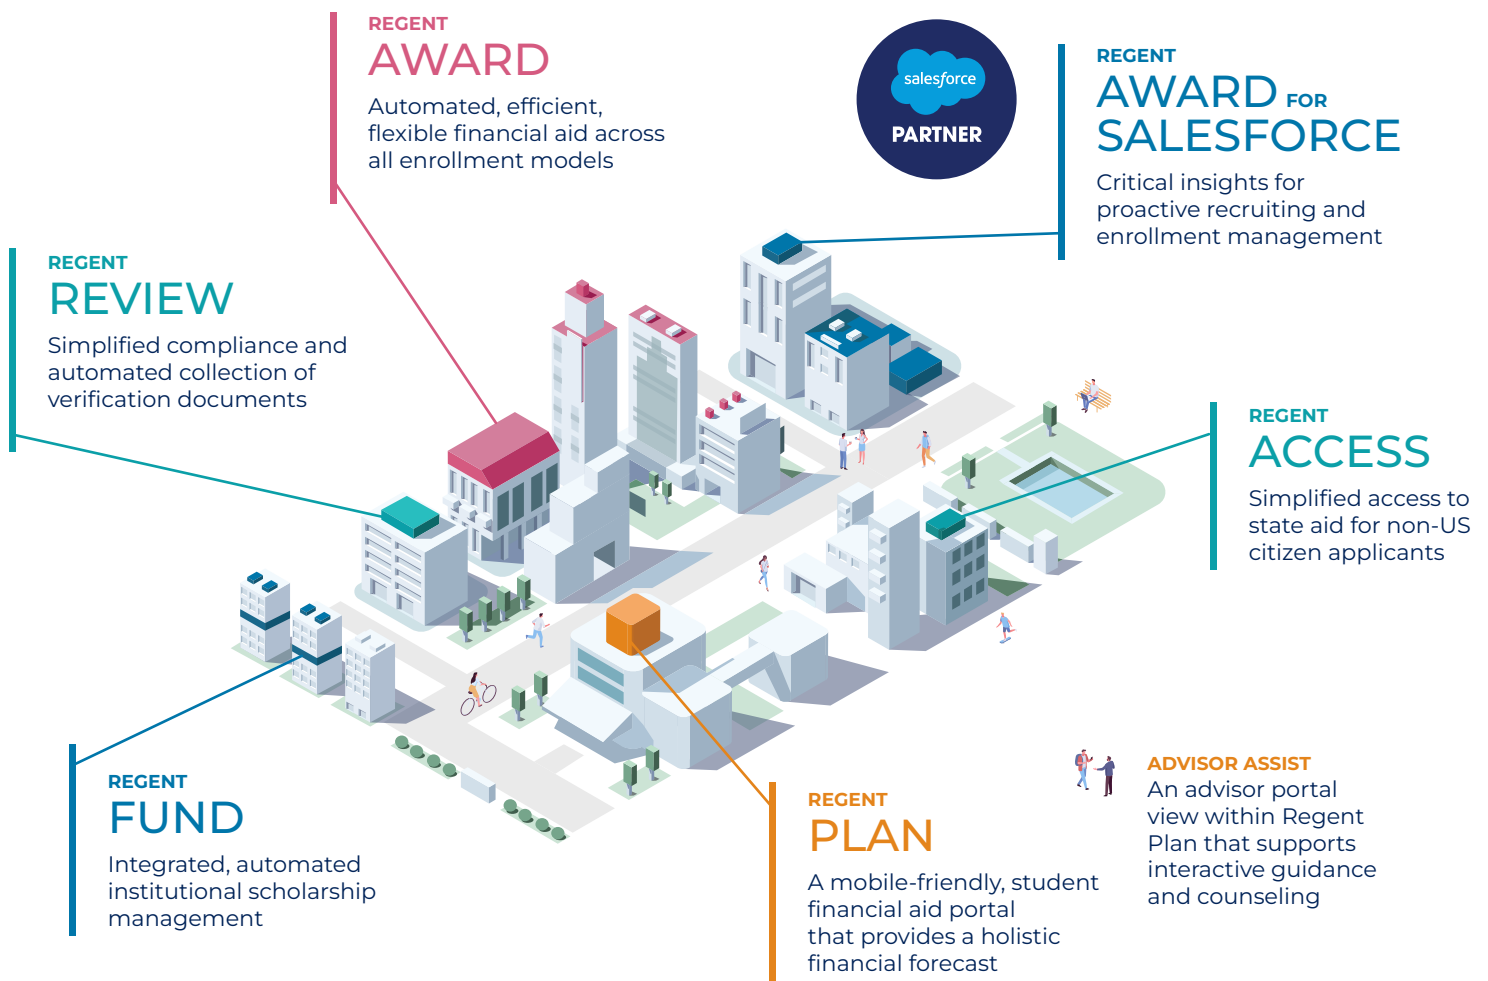 REGENT
AWARD
Automated, efficient,
flexible financial aid across
all enrollment models
salesforce
PARTNER
REGENT
AWARD FOR
SALESFORCE
Critical insights for
proactive recruiting and
enrollment management
REGENT
REVIEW
Simplified compliance and
automated collection of
verification documents
REGENT
ACCESS
Simplified access to
state aid for non-US
citizen applicants
REGENT
FUND
Integrated, automated
institutional scholarship
management
REGENT
PLAN
A mobile-friendly, student
financial aid portal
that provides a holistic
financial forecast
ADVISOR ASSIST
An advisor portal
view within Regent
Plan that supports
interactive guidance
and counseling